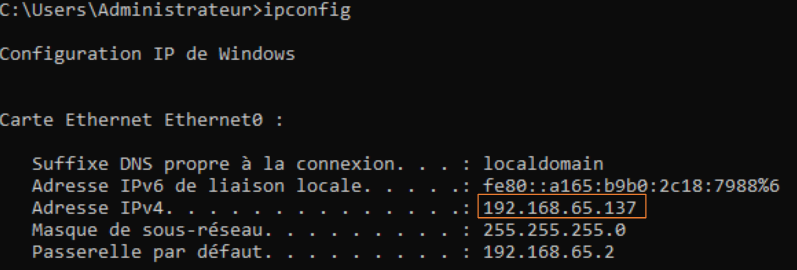 C:\Users\Administrateur>ipconfig
Configuration IP de Windows
Carte Ethernet Ethernet0 :
Suffixe DNS propre à la connexion. . . : localdomain
Adresse IPv6 de liaison locale. . . . .: fe80::a165:b9b0:2c18:7988%6
Adresse IPv4. . . . . . . . . . . . . .: 192.168.65.137
Masque de sous-réseau. . . . . . . . . : 255.255.255.0
Passerelle par défaut. . . . . . . . . : 192.168.65.2